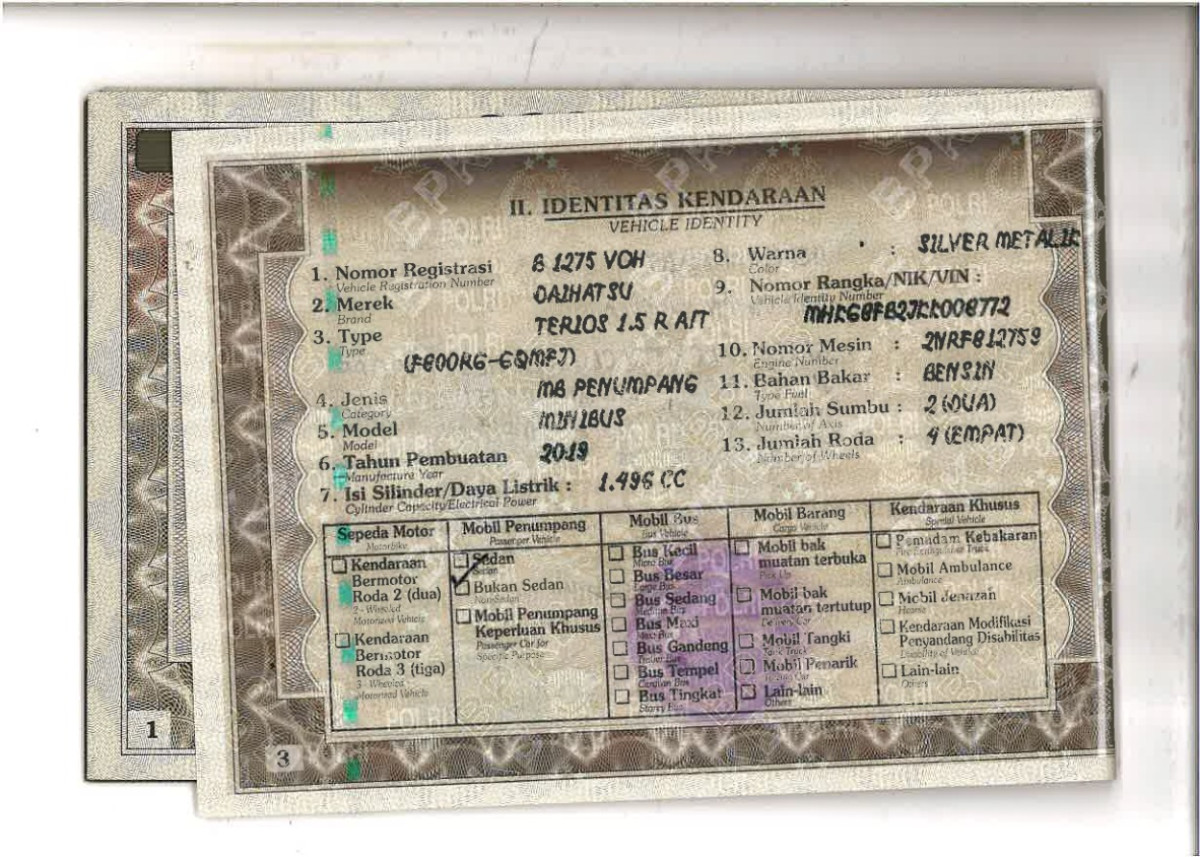 II. IDENTITAS KENDARAAN
VEHICLE IDENTITY
1. Nomor Registrasi B 1275 VOH
Vehicle Registration Number
2. Merek DAIHATSU
Brand
3. Type TERIOS 1.5 R A/T
Type
(F800RG-GQMFJ)
4. Jenis MB PENUMPANG
Category
5. Model MINIBUS
Model
6. Tahun Pembuatan 2019
Manufacture Year
7. Isi Silinder/Daya Listrik : 1.496 CC
Cylinder Capacity/Electrical Power
8. Warna : SILVER METALIK
Color
9. Nomor Rangka/NIK/VIN :
Vehicle Identity Number
10. Nomor Mesin : 2NRF812759
Engine Number
11. Bahan Bakar : BENSIN
Type Fuel
12. Jumlah Sumbu : 2 (DUA)
Number of Axis
13. Jumlah Roda : 4 (EMPAT)
Number of Wheels
Sepeda Motor
Motorbike
Kendaraan
Bermotor
Roda 2 (dua)
2 - Wheeled
Motorized Vehicle
Kendaraan
Bermotor
Roda 3 (tiga)
3 - Wheeled
Motorized Vehicle
Mobil Penumpang
Passenger Vehicle
Sedan
Sedan
Bukan Sedan
Mobil Penumpang
Keperluan Khusus
Passenger Car for
Specific Purpose
Mobil Bus
Bus Vehicle
Bus Kecil
Micro Bus
Bus Besar
Large Bus
Bus Sedang
Medium Bus
Bus Maxi
Maxi Bus
Bus Gandeng
Bus Tempel
Bus Tingkat
Mobil Barang
Cargo Vehicle
Mobil bak
muatan terbuka
Pick Up
Mobil bak
muatan tertutup
Delivery Car
Mobil Tangki
Tank Truck
Mobil Penarik
Lain-lain
Others
Kendaraan Khusus
Special Vehicle
Pemadam Kebakaran
Mobil Ambulance
Ambulance
Mobil Jenazah
Hearse
Kendaraan Modifikasi
Penyandang Disabilitas
Lain-lain
Others
1
3